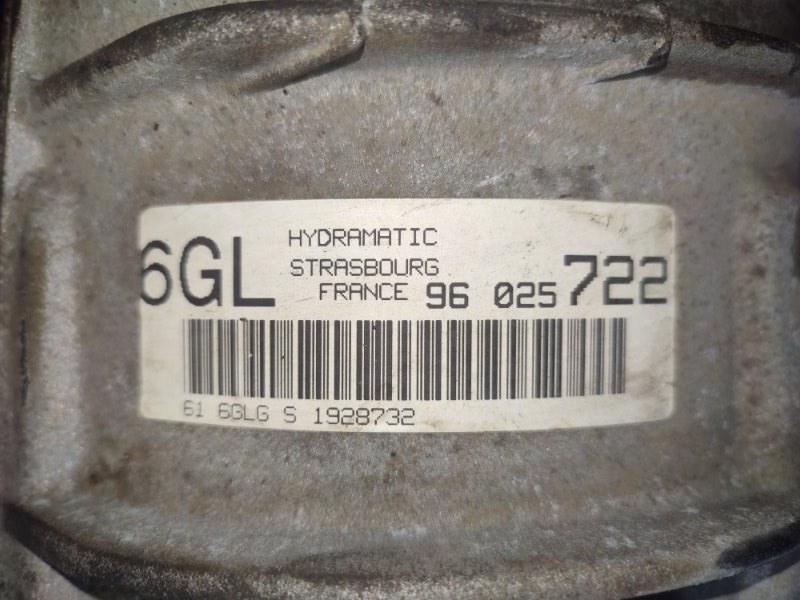 6GL HYDRAMATIC
STRASBOURG
FRANCE 96 025 722
61 6GLG S 1928732